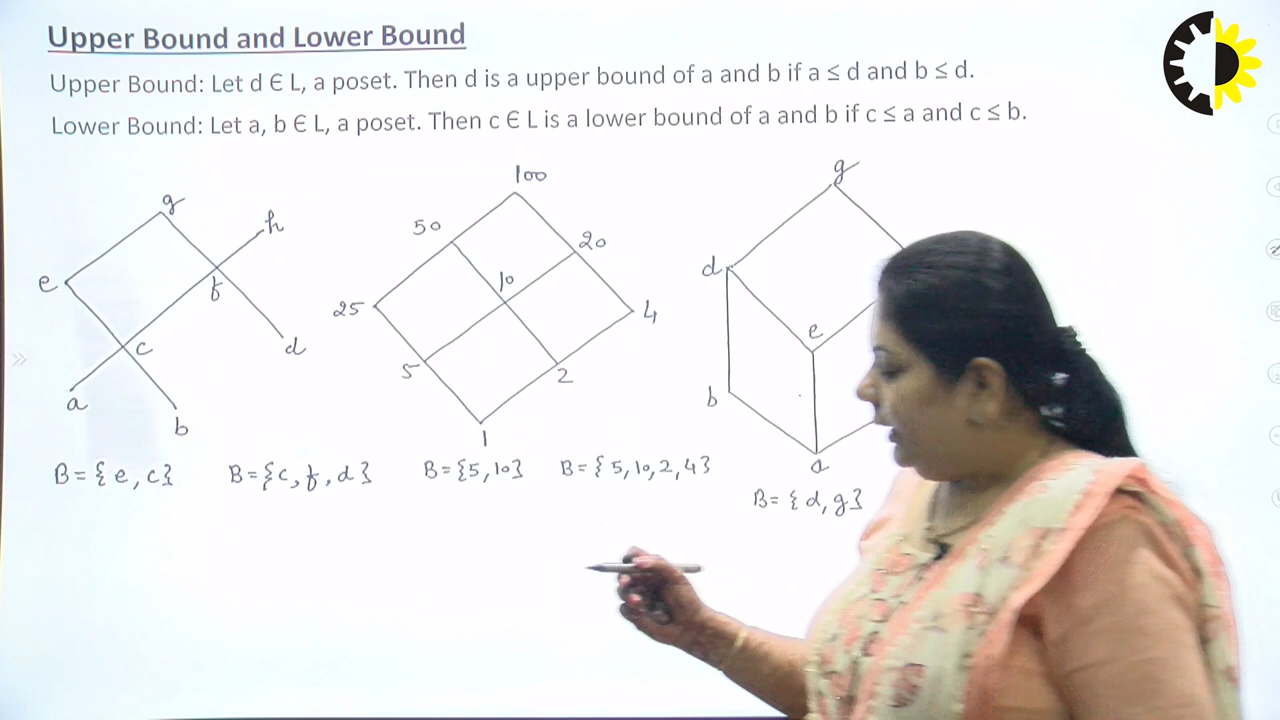 Upper Bound and Lower Bound
Upper Bound: Let d Є L, a poset. Then d is a upper bound of a and b if a ≤ d and b ≤ d.
Lower Bound: Let a, b Є L, a poset. Then c Є L is a lower bound of a and b if c ≤ a and c ≤ b.
g
h
e
f
c
d
a
b
100
50
20
10
25
4
5
2
1
g
d
e
b
a
B = {e, c}
B = {c, f, d}
B = {5, 10}
B = {5, 10, 2, 4}
B = {d, g}